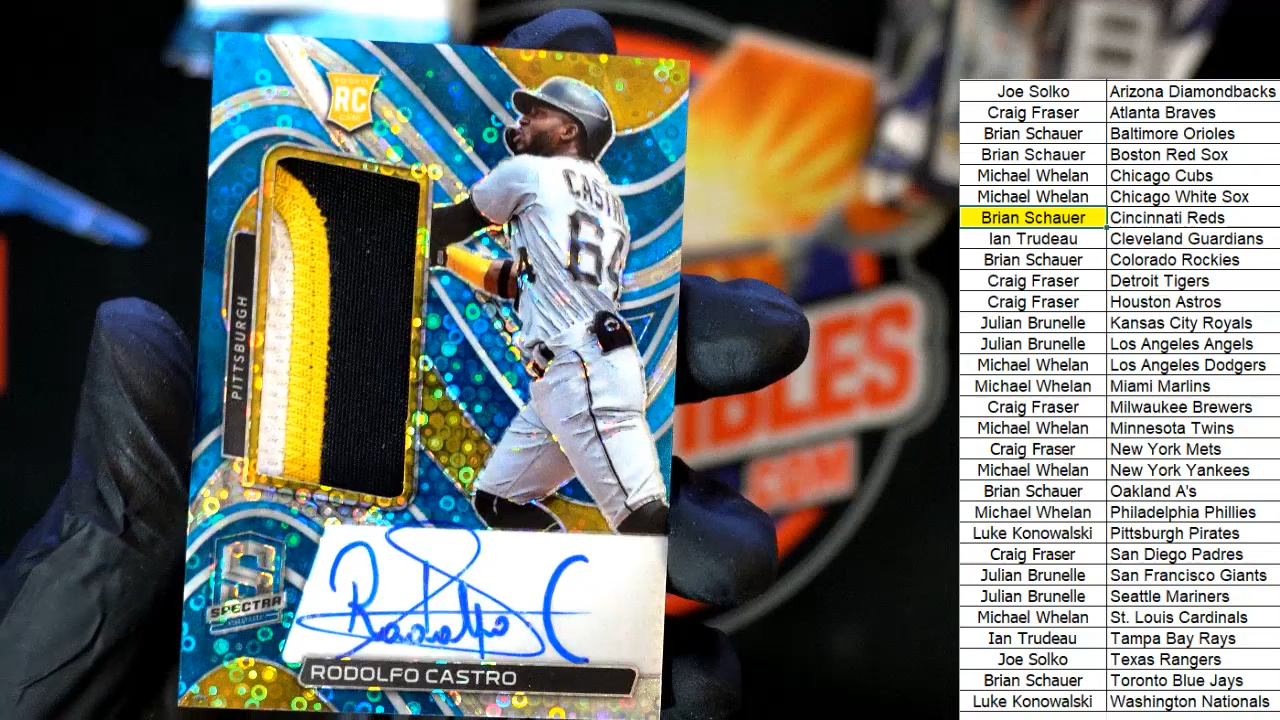 ROOKIE
RC
CARD
CASTRO
64
PITTSBURGH
S
SPECTRA
Rodolfo C
RODOLFO CASTRO
IBLES
.COM
Joe Solko Arizona Diamondbacks
Craig Fraser Atlanta Braves
Brian Schauer Baltimore Orioles
Brian Schauer Boston Red Sox
Michael Whelan Chicago Cubs
Michael Whelan Chicago White Sox
Brian Schauer Cincinnati Reds
Ian Trudeau Cleveland Guardians
Brian Schauer Colorado Rockies
Craig Fraser Detroit Tigers
Craig Fraser Houston Astros
Julian Brunelle Kansas City Royals
Julian Brunelle Los Angeles Angels
Michael Whelan Los Angeles Dodgers
Michael Whelan Miami Marlins
Craig Fraser Milwaukee Brewers
Michael Whelan Minnesota Twins
Craig Fraser New York Mets
Michael Whelan New York Yankees
Brian Schauer Oakland A's
Michael Whelan Philadelphia Phillies
Luke Konowalski Pittsburgh Pirates
Craig Fraser San Diego Padres
Julian Brunelle San Francisco Giants
Julian Brunelle Seattle Mariners
Michael Whelan St. Louis Cardinals
Ian Trudeau Tampa Bay Rays
Joe Solko Texas Rangers
Brian Schauer Toronto Blue Jays
Luke Konowalski Washington Nationals